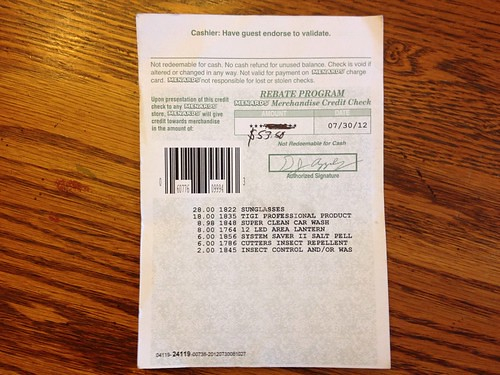 Cashier: Have guest endorse to validate.
Not redeemable for cash. No cash refund for unused balance. Check is void if
altered or changed in any way. Not valid for payment on MENARDS charge
card. MENARDS not responsible for lost or stolen checks.
REBATE PROGRAM
MENARDS Merchandise Credit Check
Upon presentation of this credit
check to any MENARDS
store, MENARDS will give
credit towards merchandise
in the amount of:
AMOUNT DATE
07/30/12
Not Redeemable for Cash
Authorized Signature
0 60776 09994 3
28.00 1822 SUNGLASSES
18.00 1835 TIGI PROFESSIONAL PRODUCT
8.98 1848 SUPER CLEAN CAR WASH
8.00 1764 12 LED AREA LANTERN
6.00 1856 SYSTEM SAVER II SALT PELL
6.00 1786 CUTTERS INSECT REPELLENT
2.00 1845 INSECT CONTROL AND/OR WAS